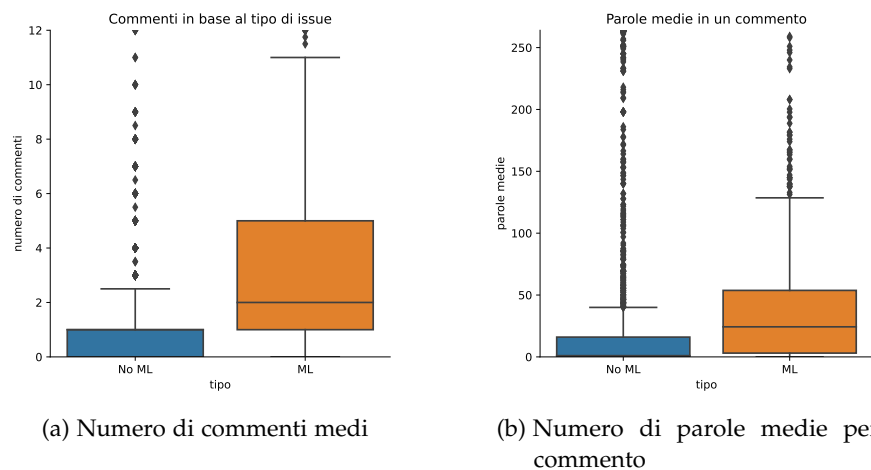 Commenti in base al tipo di issue
12
10
8
6
4
2
0
numero di commenti
No ML
ML
tipo
(a) Numero di commenti medi
Parole medie in un commento
250
200
150
100
50
0
parole medie
No ML
ML
tipo
(b) Numero di parole medie per
commento